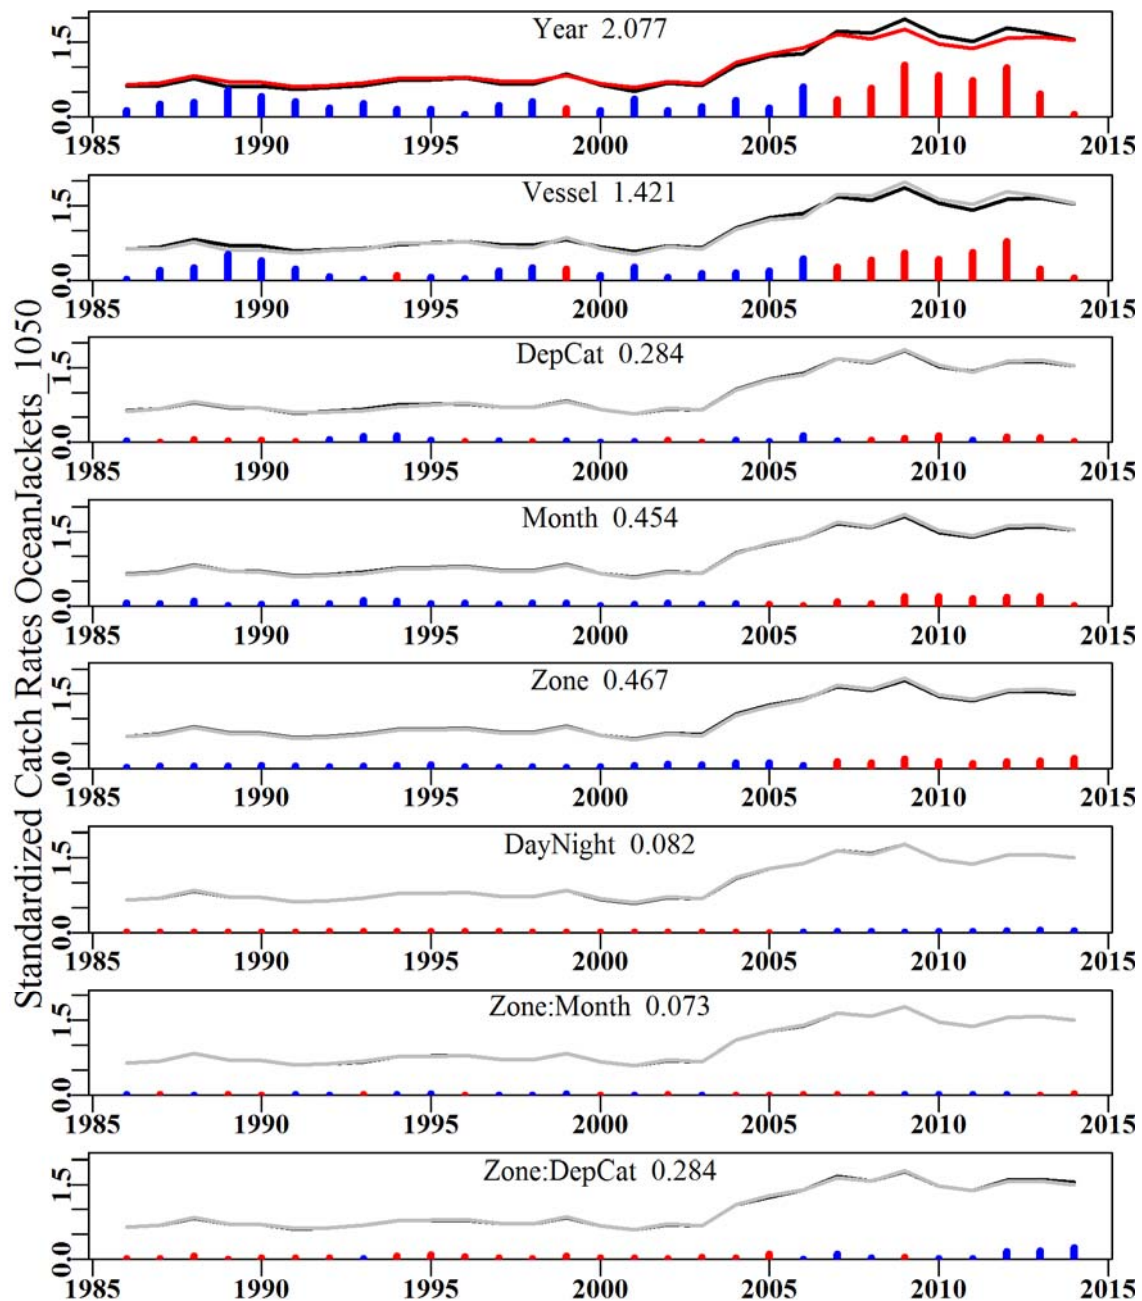 Standardized Catch Rates OceanJackets_1050
Year 2.077
1.5
0.0
1985 1990 1995 2000 2005 2010 2015
Vessel 1.421
1.5
0.0
1985 1990 1995 2000 2005 2010 2015
DepCat 0.284
1.5
0.0
1985 1990 1995 2000 2005 2010 2015
Month 0.454
1.5
0.0
1985 1990 1995 2000 2005 2010 2015
Zone 0.467
1.5
0.0
1985 1990 1995 2000 2005 2010 2015
DayNight 0.082
1.5
0.0
1985 1990 1995 2000 2005 2010 2015
Zone:Month 0.073
1.5
0.0
1985 1990 1995 2000 2005 2010 2015
Zone:DepCat 0.284
1.5
0.0
1985 1990 1995 2000 2005 2010 2015